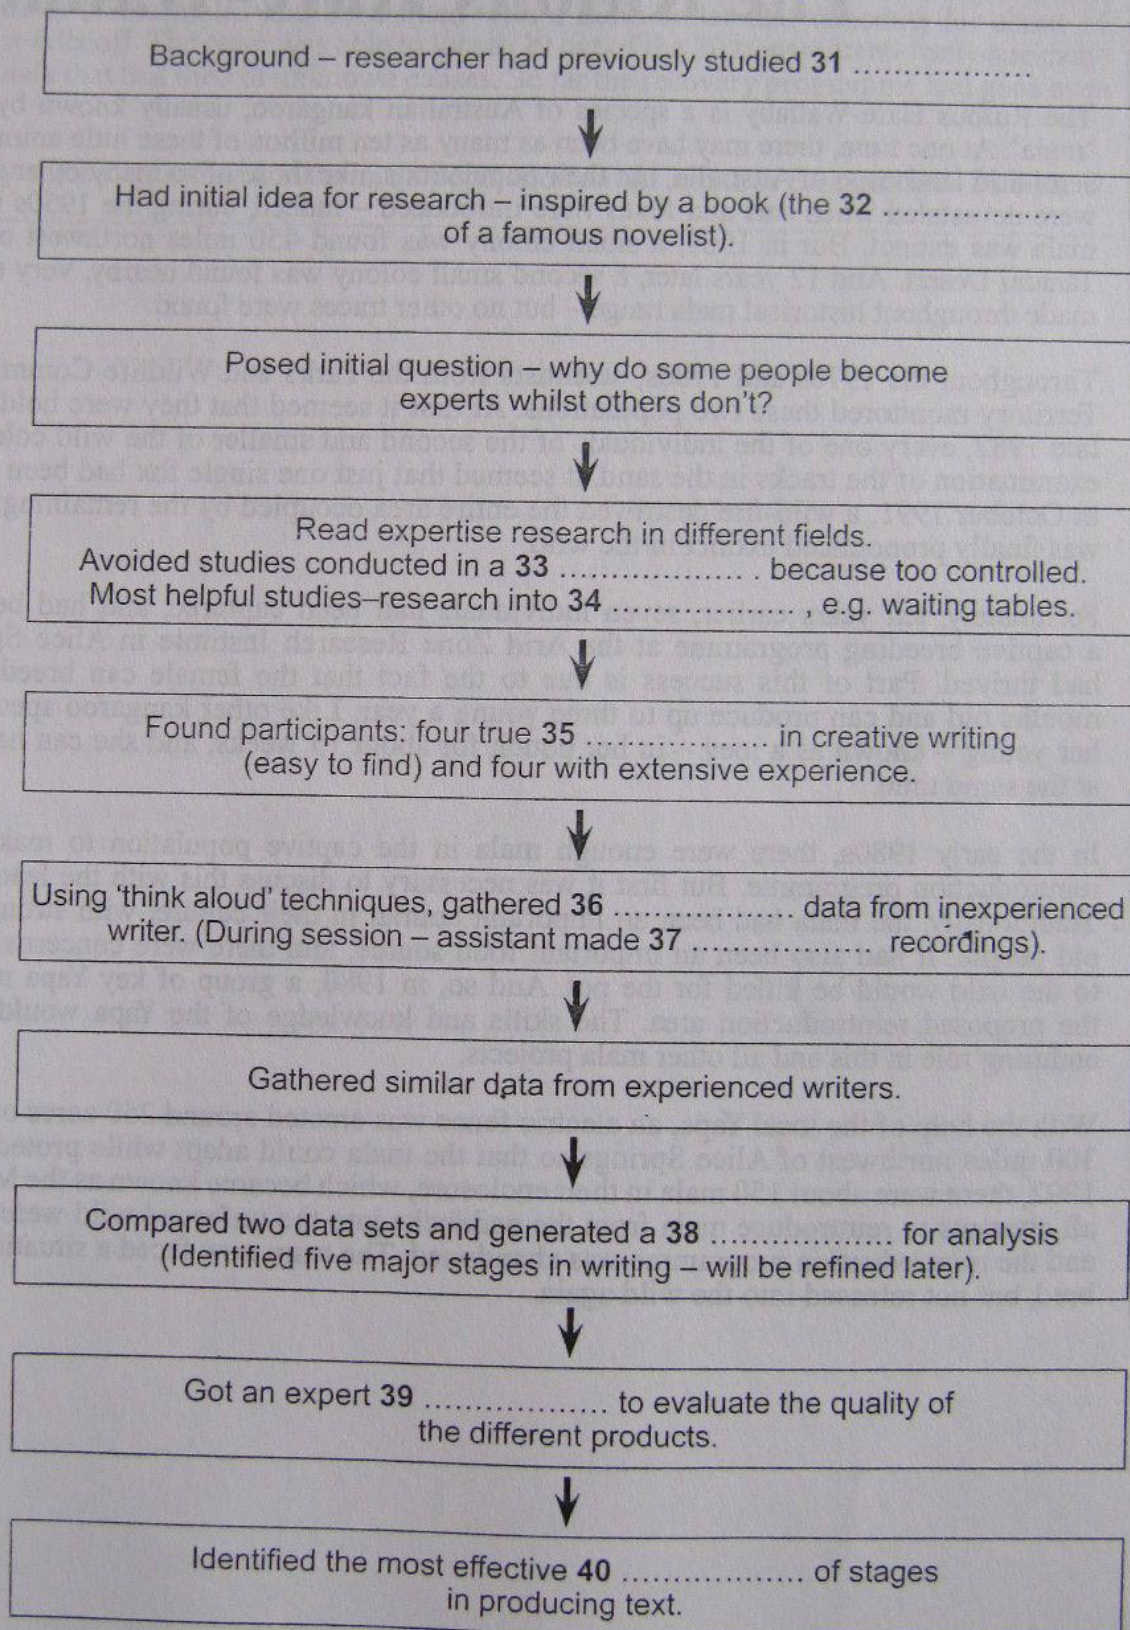 Background – researcher had previously studied 31 ..................
Had initial idea for research – inspired by a book (the 32 ..................
of a famous novelist).
Posed initial question – why do some people become
experts whilst others don't?
Read expertise research in different fields.
Avoided studies conducted in a 33 .................. . because too controlled.
Most helpful studies–research into 34 .................. , e.g. waiting tables.
Found participants: four true 35 .................. in creative writing
(easy to find) and four with extensive experience.
Using 'think aloud' techniques, gathered 36 .................. data from inexperienced
writer. (During session – assistant made 37 .................. recordings).
Gathered similar data from experienced writers.
Compared two data sets and generated a 38 .................. for analysis
(Identified five major stages in writing – will be refined later).
Got an expert 39 .................. to evaluate the quality of
the different products.
Identified the most effective 40 .................. of stages
in producing text.